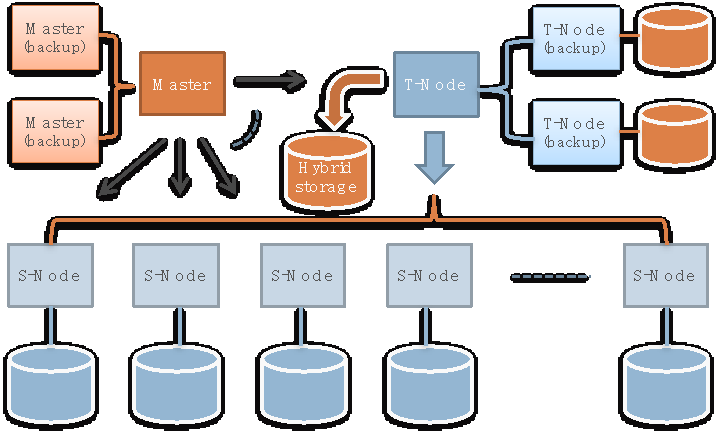 Master
(backup)
T-Node
(backup)
Master
T-Node
Master
(backup)
T-Node
(backup)
Hybrid
storage
S-Node
S-Node
S-Node
S-Node
S-Node